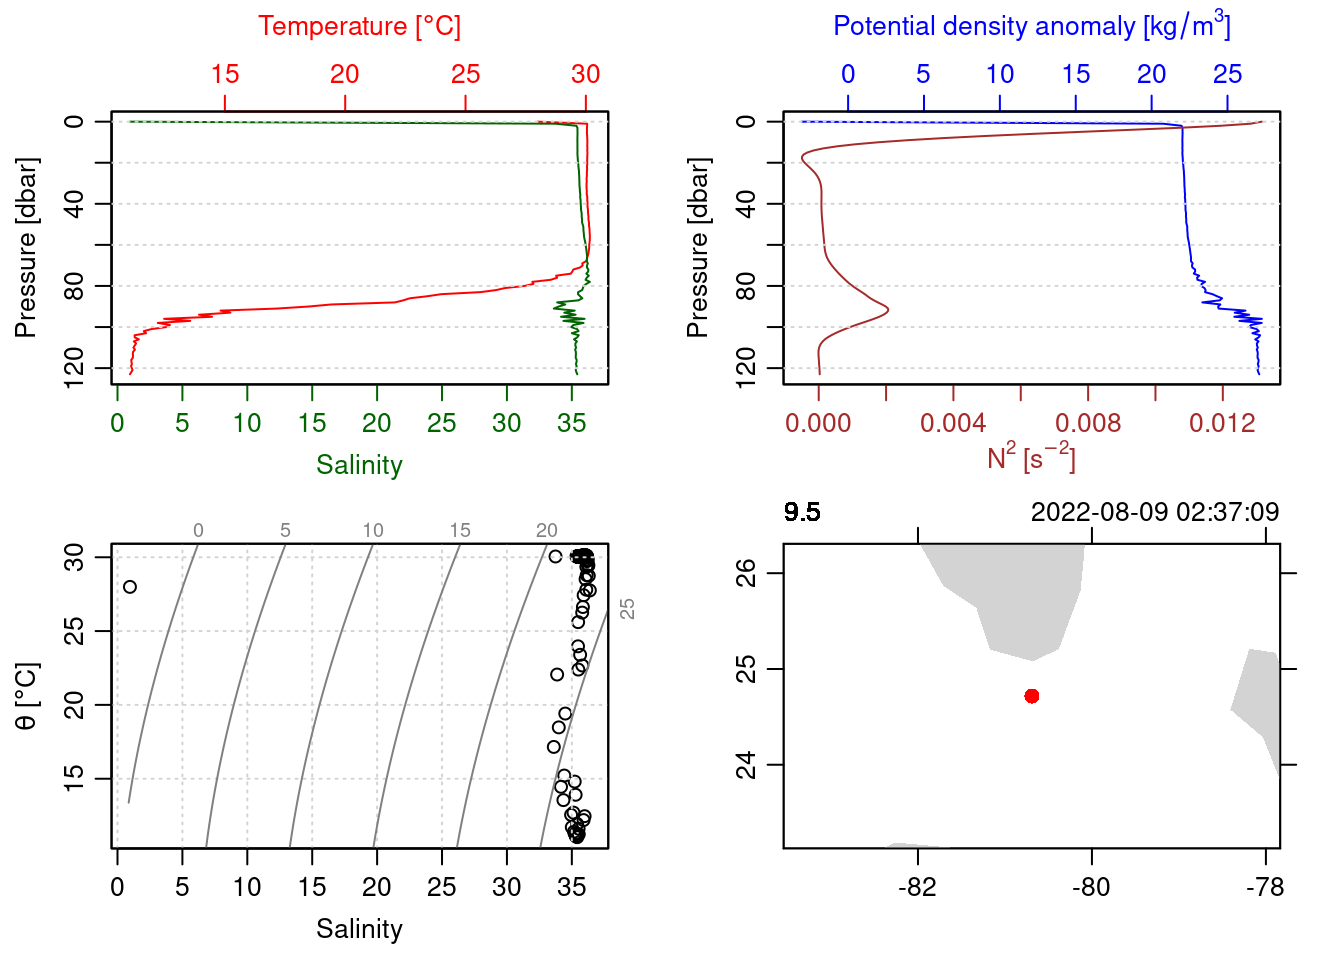 Temperature [°C]
15 20 25 30
0 40 80 120
Pressure [dbar]
0 5 10 15 20 25 30 35
Salinity
Potential density anomaly [kg/m³]
0 5 10 15 20 25
0 40 80 120
Pressure [dbar]
0.000 0.004 0.008 0.012
N² [s⁻²]
0 5 10 15 20
25
30 25 20 15
θ [°C]
0 5 10 15 20 25 30 35
Salinity
9.5 2022-08-09 02:37:09
26 25 24
-82 -80 -78